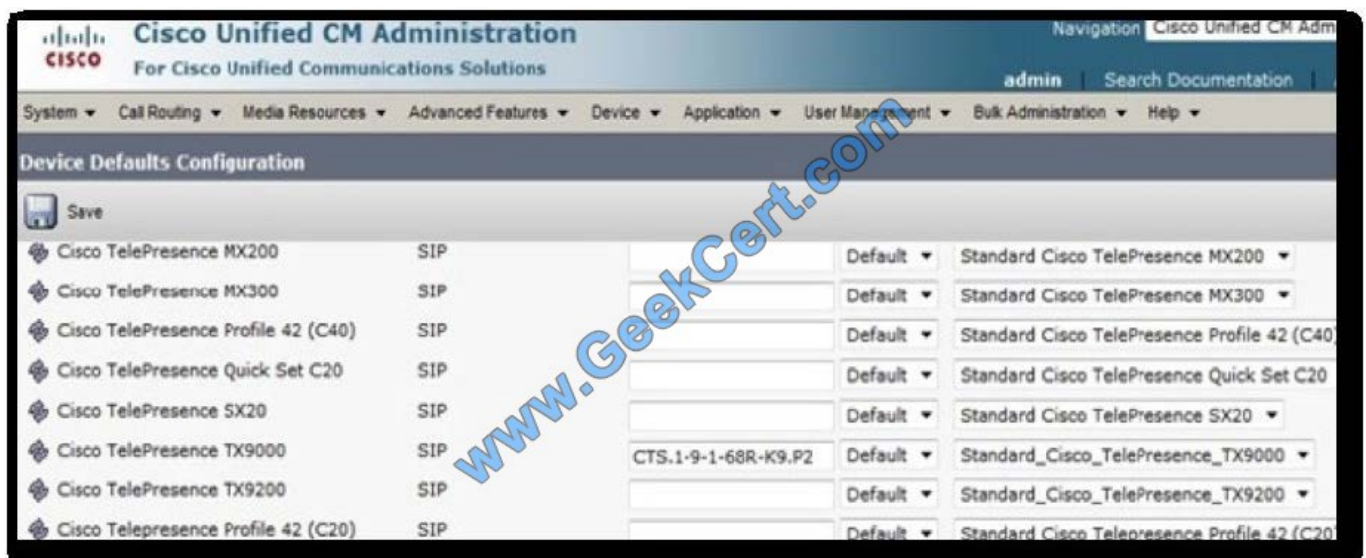 Cisco Unified CM Administration
CISCO
For Cisco Unified Communications Solutions
Navigation Cisco Unified CM Adm
admin Search Documentation
System Call Routing Media Resources Advanced Features Device Application User Management Bulk Administration Help
Device Defaults Configuration
Save
Cisco TelePresence MX200 SIP Default Standard Cisco TelePresence MX200
Cisco TelePresence MX300 SIP Default Standard Cisco TelePresence MX300
Cisco TelePresence Profile 42 (C40) SIP Default Standard Cisco TelePresence Profile 42 (C40)
Cisco TelePresence Quick Set C20 SIP Default Standard Cisco TelePresence Quick Set C20
Cisco TelePresence SX20 SIP Default Standard Cisco TelePresence SX20
Cisco TelePresence TX9000 SIP CTS.1-9-1-68R-K9.P2 Default Standard_Cisco_TelePresence_TX9000
Cisco TelePresence TX9200 SIP Default Standard_Cisco_TelePresence_TX9200
Cisco Telepresence Profile 42 (C20) SIP Default Standard Cisco Telepresence Profile 42 (C20
www.GeekCert.com